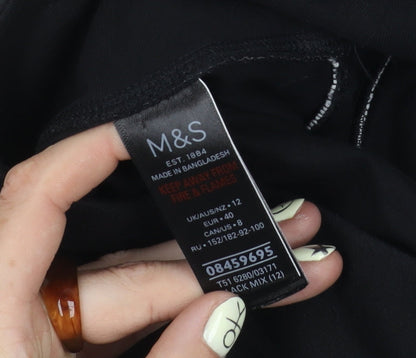 M&S
EST. 1884
MADE IN BANGLADESH
KEEP AWAY FROM
FIRE & FLAMES
UK/AUS/NZ • 12
EUR • 40
CAN/US • 8
RU • 152/182-92-100
08459695
T51 6280/03171
LACK MIX (12)